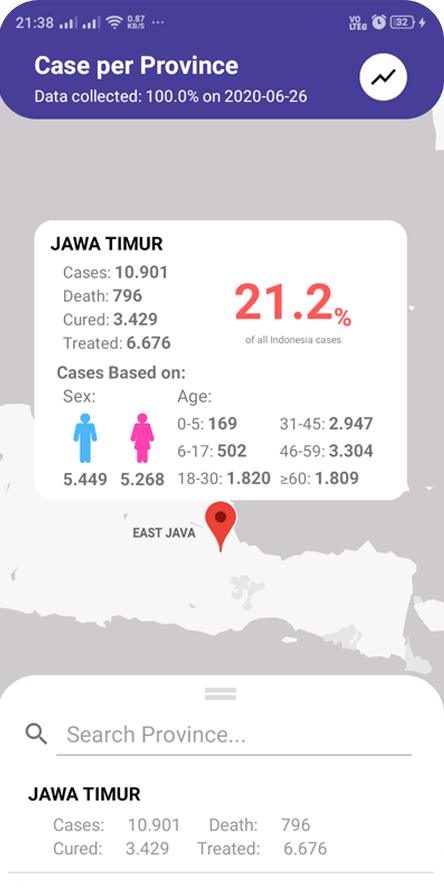 21:38 0.87 KB/S ... VO LTE 32
Case per Province
Data collected: 100.0% on 2020-06-26
JAWA TIMUR
Cases: 10.901
Death: 796
Cured: 3.429
Treated: 6.676
21.2%
of all Indonesia cases
Cases Based on:
Sex:
5.449 5.268
Age:
0-5: 169 31-45: 2.947
6-17: 502 46-59: 3.304
18-30: 1.820 ≥60: 1.809
EAST JAVA
Search Province...
JAWA TIMUR
Cases: 10.901 Death: 796
Cured: 3.429 Treated: 6.676